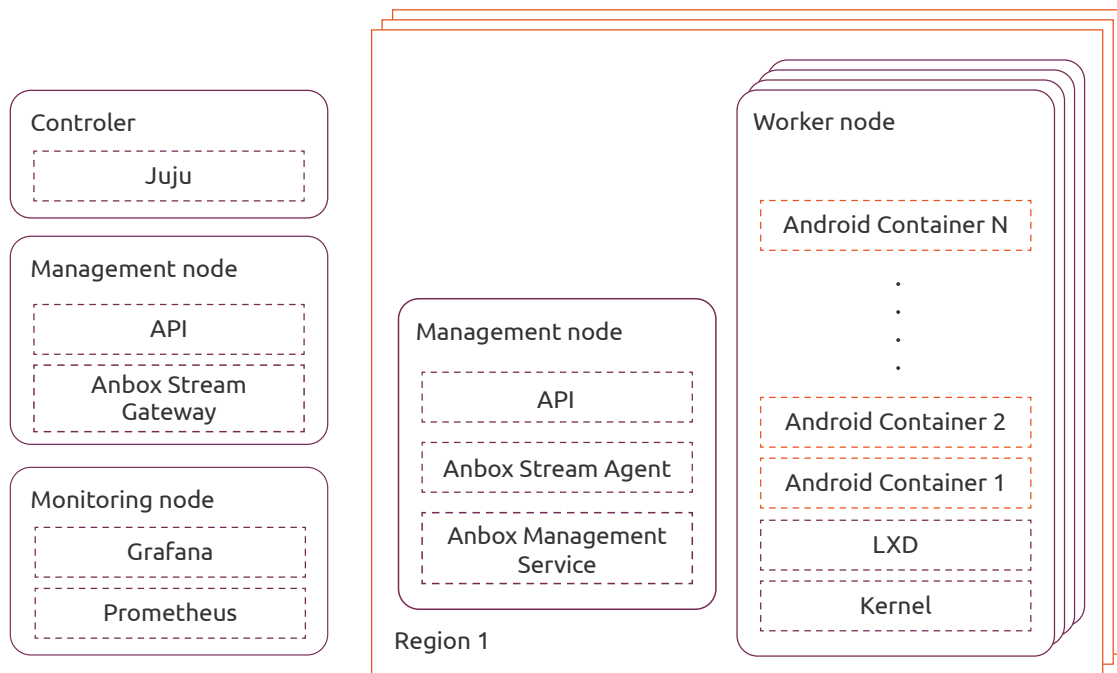 Controler
Juju
Management node
API
Anbox Stream
Gateway
Monitoring node
Grafana
Prometheus
Management node
API
Anbox Stream Agent
Anbox Management
Service
Region 1
Worker node
Android Container N
.
.
.
.
Android Container 2
Android Container 1
LXD
Kernel